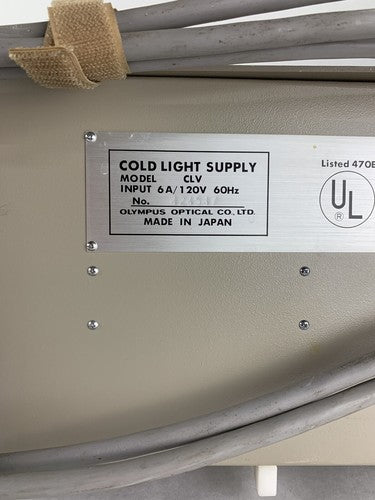 COLD LIGHT SUPPLY
MODEL CLV
INPUT 6A/120V 60Hz
No.
OLYMPUS OPTICAL CO., LTD.
MADE IN JAPAN
Listed 470E
UL
®